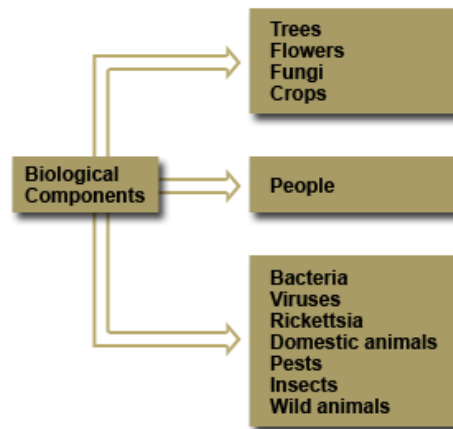 Biological
Components
Trees
Flowers
Fungi
Crops
People
Bacteria
Viruses
Rickettsia
Domestic animals
Pests
Insects
Wild animals